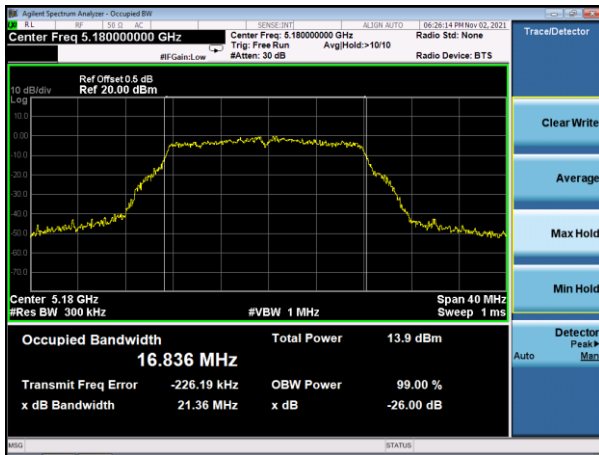 Agilent Spectrum Analyzer - Occupied BW
RL RF 50 Ω AC SENSE:INT ALIGN AUTO 06:26:14 PM Nov 02, 2021
Center Freq 5.180000000 GHz
Center Freq: 5.180000000 GHz
Radio Std: None
Trig: Free Run Avg|Hold:>10/10
#IFGain:Low
#Atten: 30 dB
Radio Device: BTS
Trace/Detector
Ref Offset 0.5 dB
10 dB/div Ref 20.00 dBm
Log
10.0
0.00
-10.0
-20.0
-30.0
-40.0
-50.0
-60.0
-70.0
Clear Write
Average
Max Hold
Min Hold
Detector
Peak▶
Auto Man
Center 5.18 GHz
Span 40 MHz
#Res BW 300 kHz
#VBW 1 MHz
Sweep 1 ms
Occupied Bandwidth
Total Power 13.9 dBm
16.836 MHz
Transmit Freq Error -226.19 kHz
OBW Power 99.00 %
x dB Bandwidth 21.36 MHz
x dB -26.00 dB
MSG
STATUS